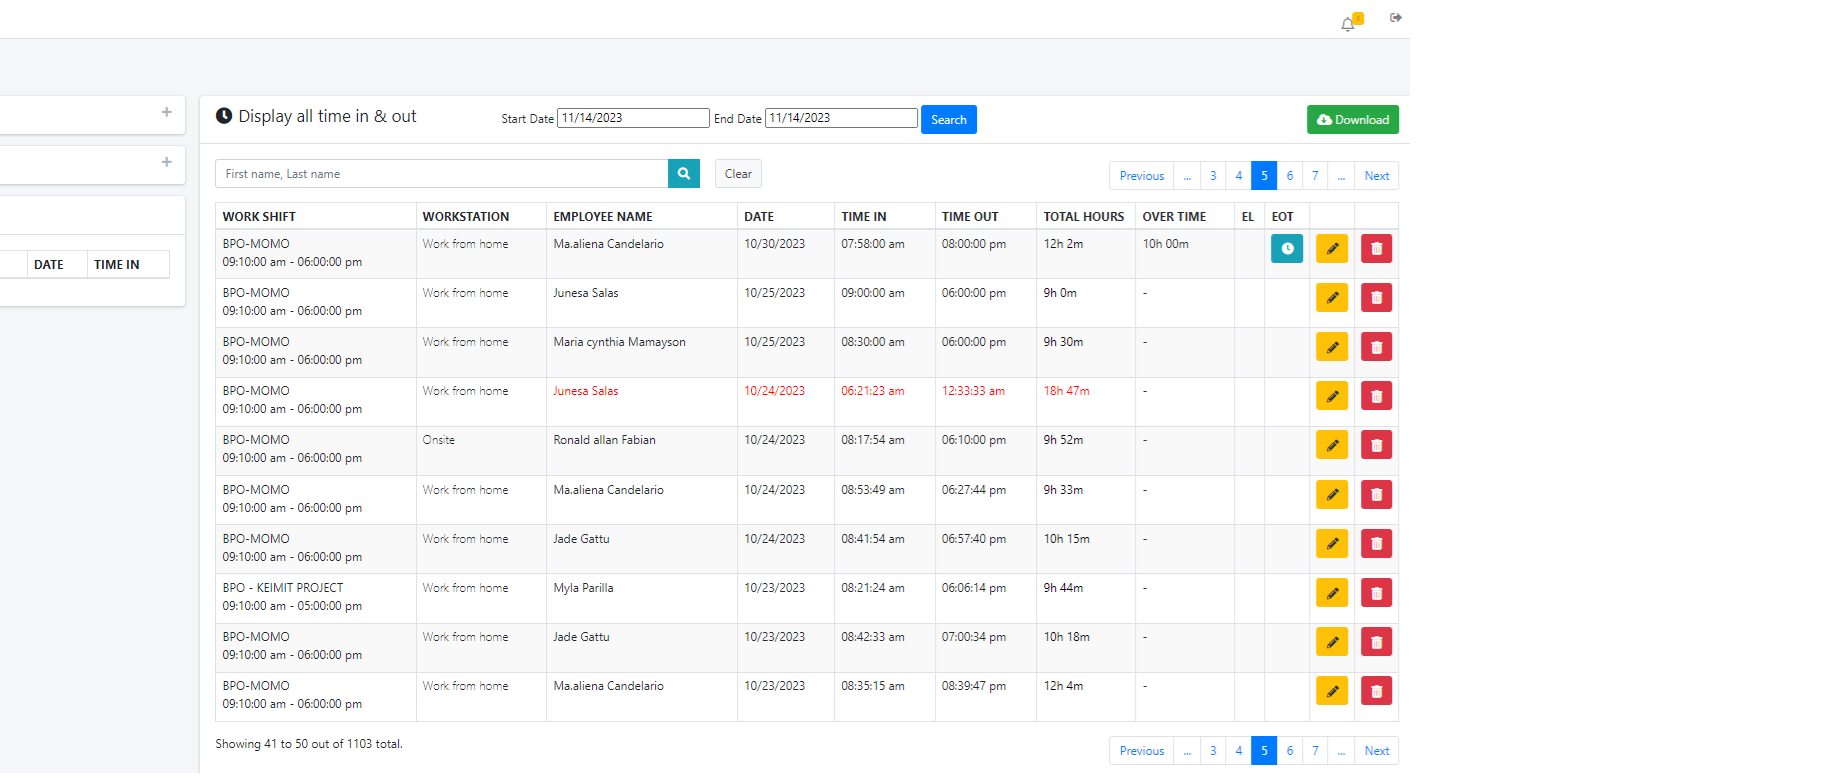 Display all time in & out Start Date 11/14/2023 End Date 11/14/2023 Search Download
First name, Last name Clear Previous ... 3 4 5 6 7 ... Next
DATE TIME IN
WORK SHIFT WORKSTATION EMPLOYEE NAME DATE TIME IN TIME OUT TOTAL HOURS OVER TIME EL EOT
BPO-MOMO Work from home Ma.aliena Candelario 10/30/2023 07:58:00 am 08:00:00 pm 12h 2m 10h 00m
09:10:00 am - 06:00:00 pm
BPO-MOMO Work from home Junesa Salas 10/25/2023 09:00:00 am 06:00:00 pm 9h 0m -
09:10:00 am - 06:00:00 pm
BPO-MOMO Work from home Maria cynthia Mamayson 10/25/2023 08:30:00 am 06:00:00 pm 9h 30m -
09:10:00 am - 06:00:00 pm
BPO-MOMO Work from home Junesa Salas 10/24/2023 06:21:23 am 12:33:33 am 18h 47m -
09:10:00 am - 06:00:00 pm
BPO-MOMO Onsite Ronald allan Fabian 10/24/2023 08:17:54 am 06:10:00 pm 9h 52m -
09:10:00 am - 06:00:00 pm
BPO-MOMO Work from home Ma.aliena Candelario 10/24/2023 08:53:49 am 06:27:44 pm 9h 33m -
09:10:00 am - 06:00:00 pm
BPO-MOMO Work from home Jade Gattu 10/24/2023 08:41:54 am 06:57:40 pm 10h 15m -
09:10:00 am - 06:00:00 pm
BPO - KEIMIT PROJECT Work from home Myla Parilla 10/23/2023 08:21:24 am 06:06:14 pm 9h 44m -
09:10:00 am - 05:00:00 pm
BPO-MOMO Work from home Jade Gattu 10/23/2023 08:42:33 am 07:00:34 pm 10h 18m -
09:10:00 am - 06:00:00 pm
BPO-MOMO Work from home Ma.aliena Candelario 10/23/2023 08:35:15 am 08:39:47 pm 12h 4m -
09:10:00 am - 06:00:00 pm
Showing 41 to 50 out of 1103 total. Previous ... 3 4 5 6 7 ... Next